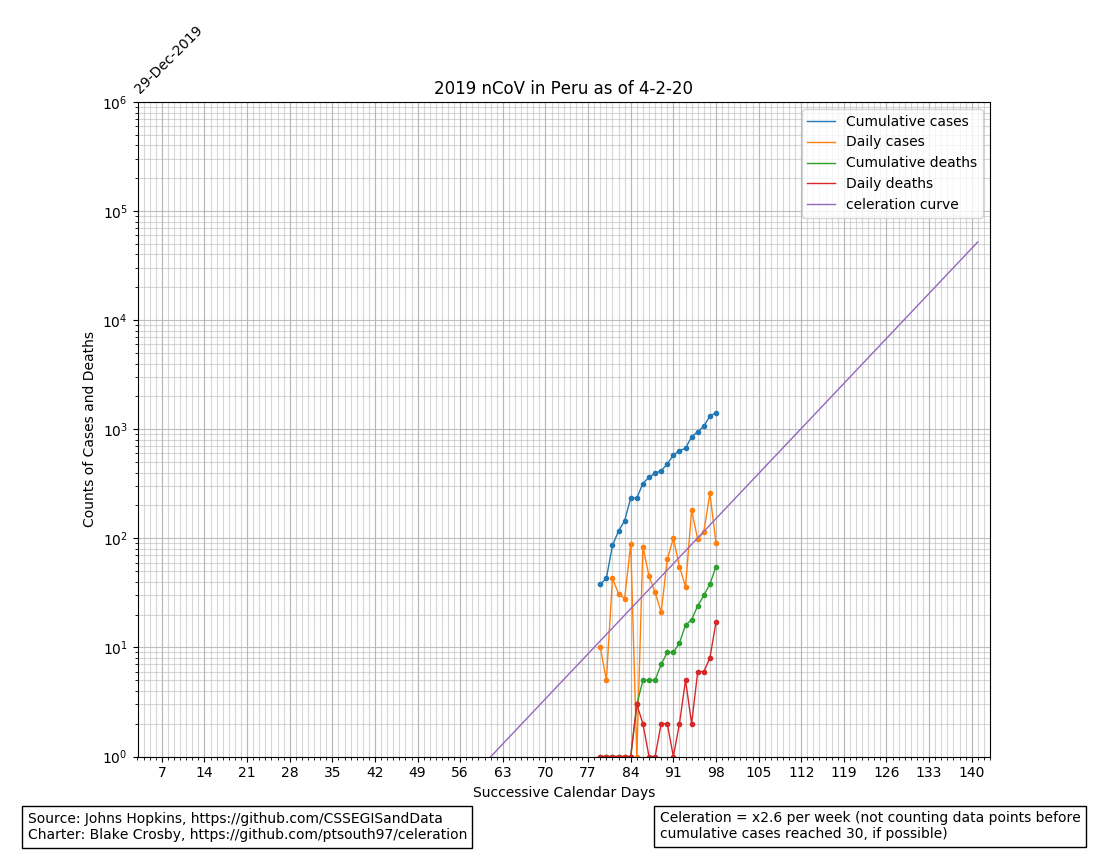 29-Dec-2019
2019 nCoV in Peru as of 4-2-20
10^6
10^5
10^4
10^3
10^2
10^1
10^0
Counts of Cases and Deaths
Cumulative cases
Daily cases
Cumulative deaths
Daily deaths
celeration curve
7 14 21 28 35 42 49 56 63 70 77 84 91 98 105 112 119 126 133 140
Successive Calendar Days
Source: Johns Hopkins, https://github.com/CSSEGISandData
Charter: Blake Crosby, https://github.com/ptsouth97/celeration
Celeration = x2.6 per week (not counting data points before
cumulative cases reached 30, if possible)